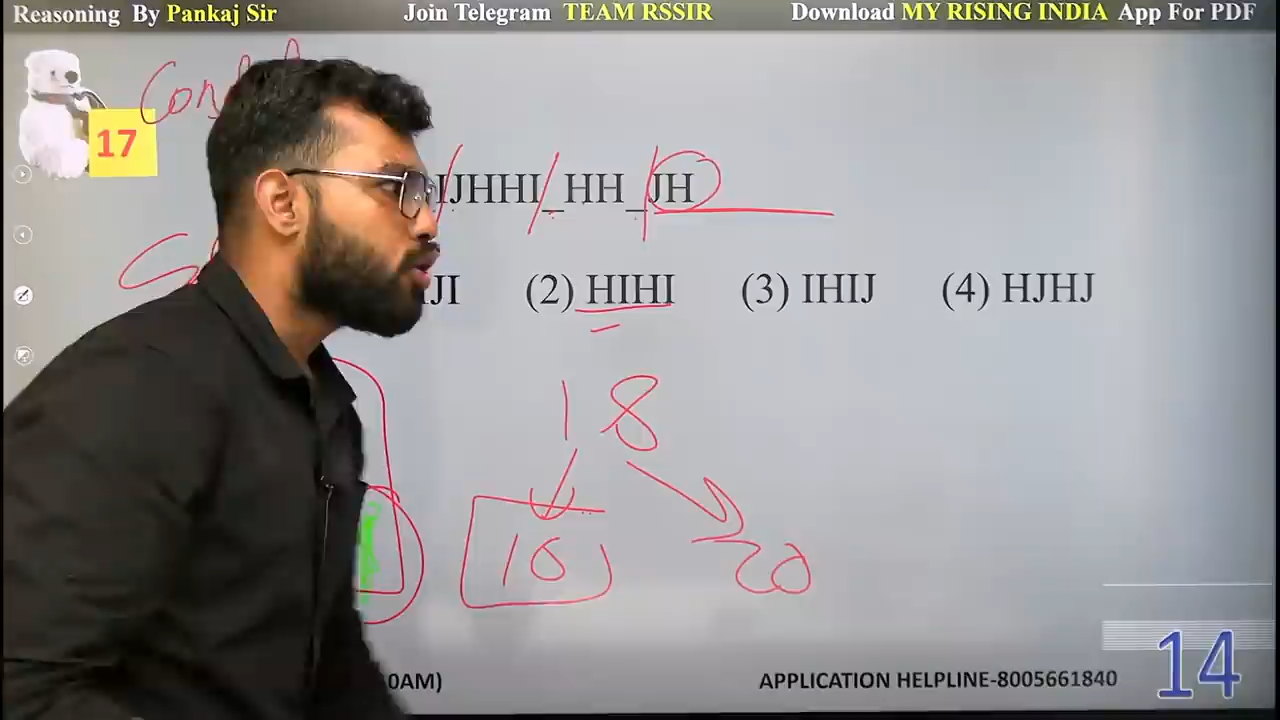 Reasoning By Pankaj Sir Join Telegram TEAM RSSIR Download MY RISING INDIA App For PDF
17
IJHHI_HH_JH
JI (2) HIHI (3) IHIJ (4) HJHJ
18
16 20
0AM) APPLICATION HELPLINE-8005661840
14